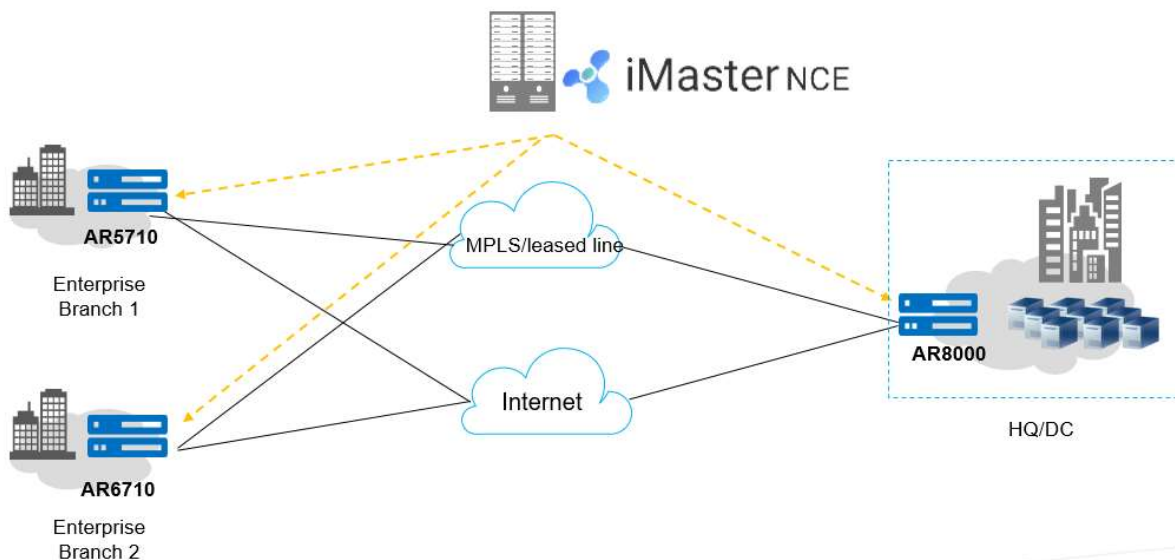 iMaster NCE
AR5710
Enterprise
Branch 1
MPLS/leased line
AR8000
HQ/DC
Internet
AR6710
Enterprise
Branch 2